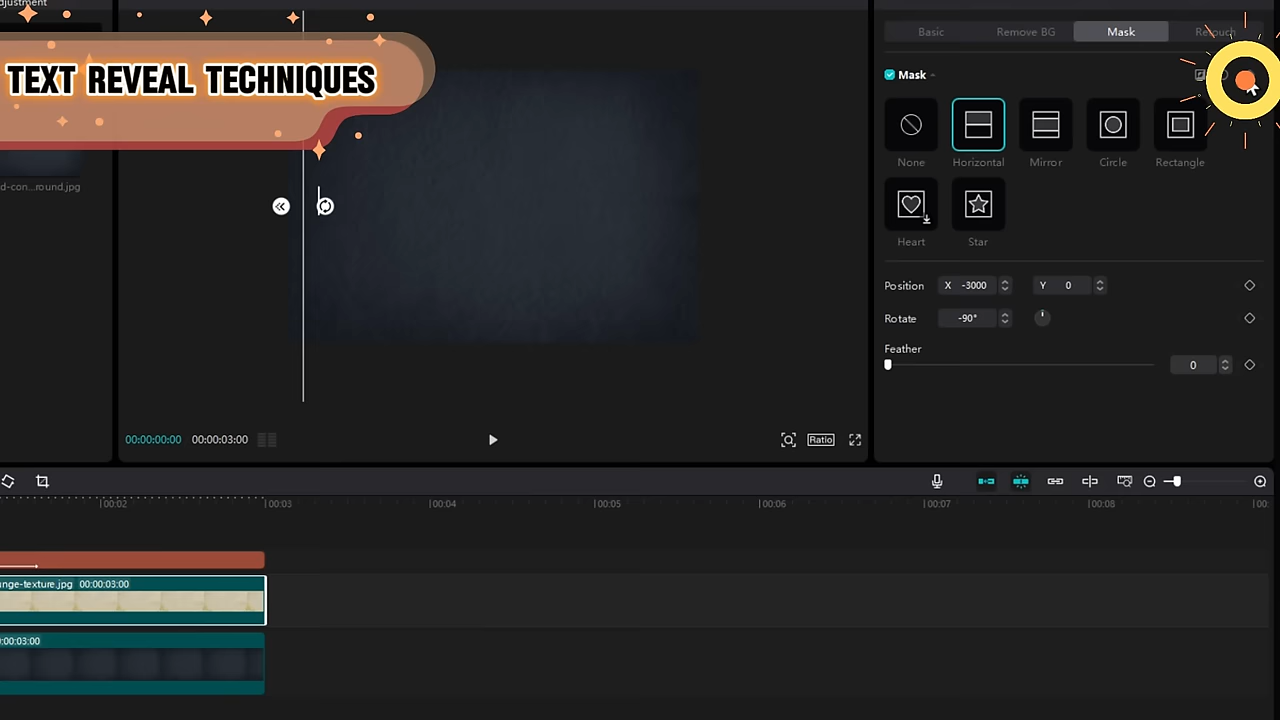 djustment
TEXT REVEAL TECHNIQUES
d-con...round.jpg
Basic
Remove BG
Mask
Retouch
Mask
None
Horizontal
Mirror
Circle
Rectangle
Heart
Star
Position
X -3000
Y 0
Rotate
-90°
Feather
0
00:00:00:00
00:00:03:00
Ratio
00:02
00:03
00:04
00:05
00:06
00:07
00:08
00:
nge-texture.jpg 00:00:03:00
:00:03:00